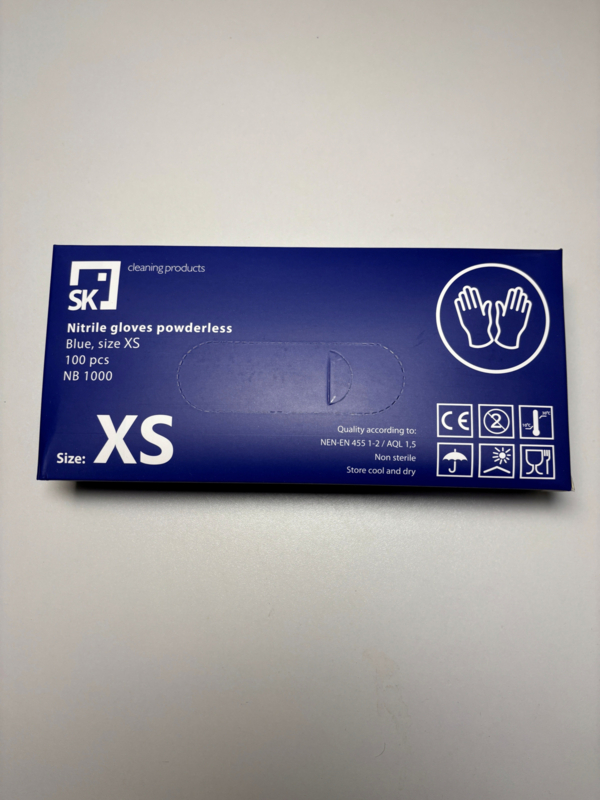 SK
cleaning products
Nitrile gloves powderless
Blue, size XS
100 pcs
NB 1000
Size: XS
Quality according to:
NEN-EN 455 1-2 / AQL 1,5
Non sterile
Store cool and dry
CE
2